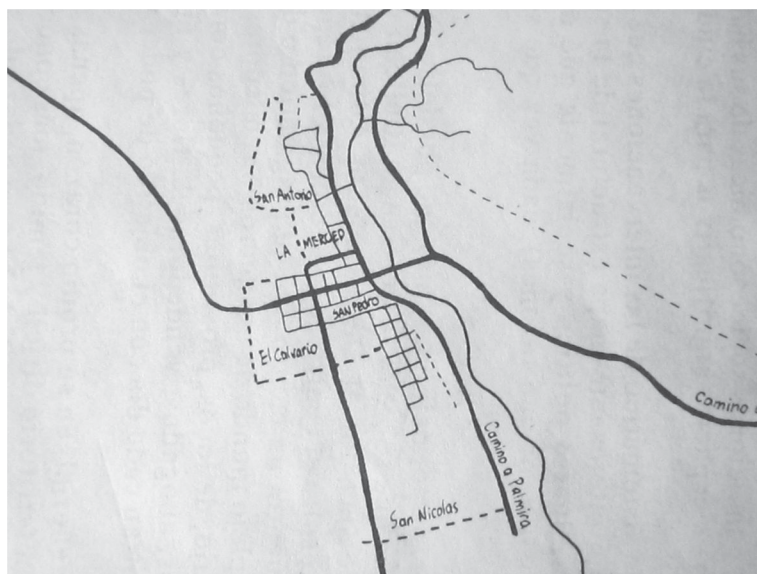 San Antonio
LA MERCED
SAN PEDRO
El Calvario
Camino
Camino a Palmira
San Nicolas